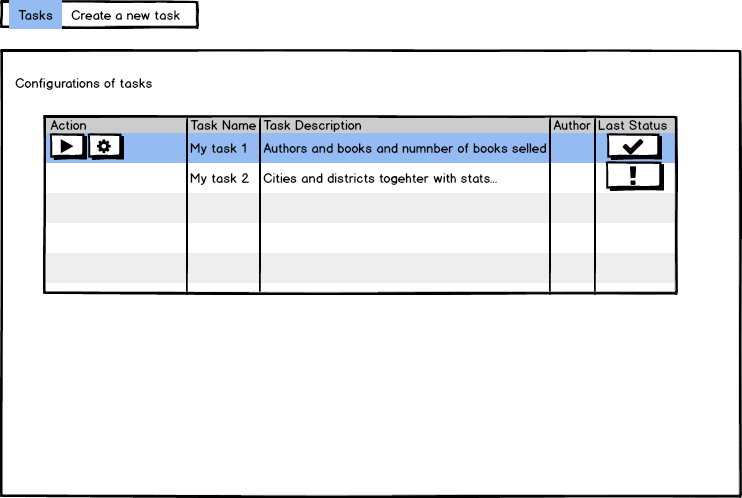 Tasks Create a new task
Configurations of tasks
Action Task Name Task Description Author Last Status
My task 1 Authors and books and numnber of books selled
My task 2 Cities and districts togehter with stats...